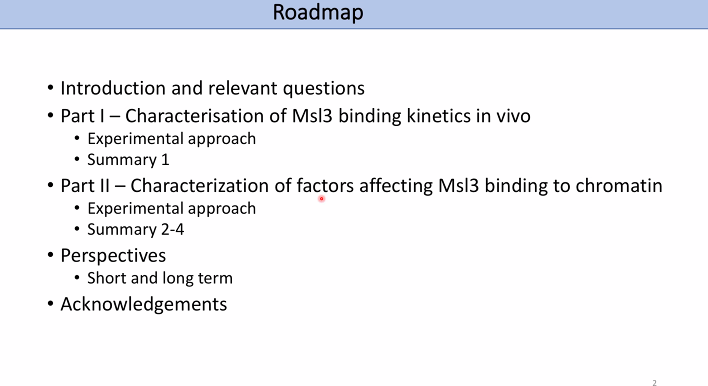 Roadmap
• Introduction and relevant questions
• Part I – Characterisation of Msl3 binding kinetics in vivo
• Experimental approach
• Summary 1
• Part II – Characterization of factors affecting Msl3 binding to chromatin
• Experimental approach
• Summary 2-4
• Perspectives
• Short and long term
• Acknowledgements
2